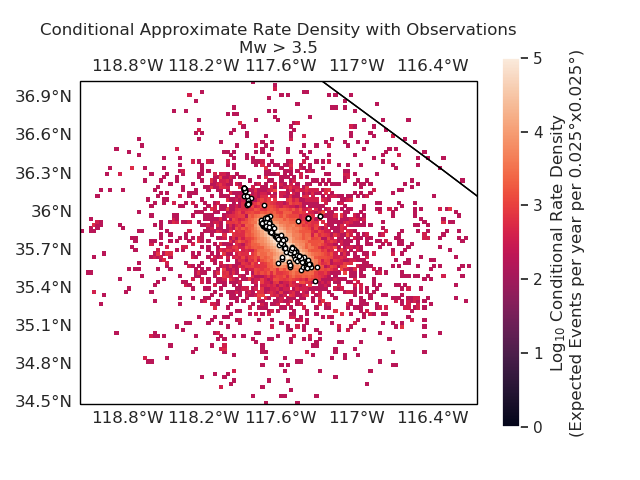 Conditional Approximate Rate Density with Observations
Mw > 3.5
118.8°W 118.2°W 117.6°W 117°W 116.4°W
36.9°N
36.6°N
36.3°N
36°N
35.7°N
35.4°N
35.1°N
34.8°N
34.5°N
118.8°W 118.2°W 117.6°W 117°W 116.4°W
5
4
3
2
1
0
Log₁₀ Conditional Rate Density
(Expected Events per year per 0.025°x0.025°)